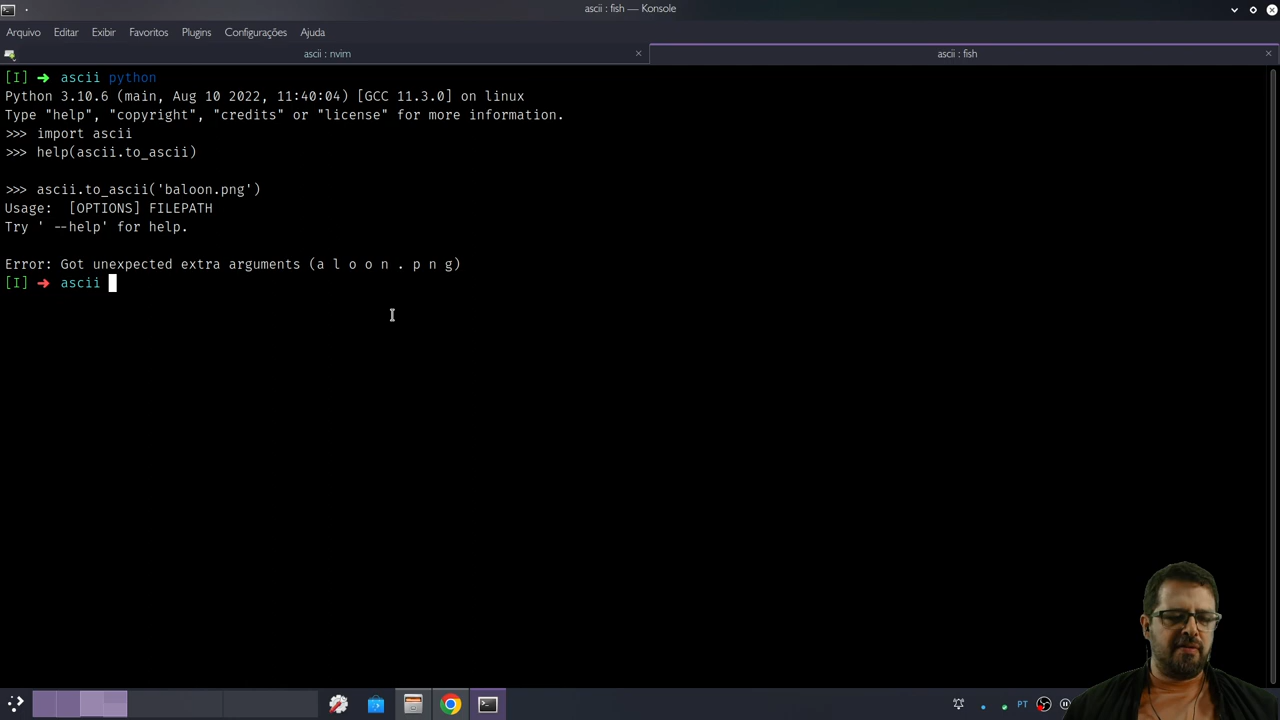 ascii : fish — Konsole
Arquivo Editar Exibir Favoritos Plugins Configurações Ajuda
ascii : nvim ascii : fish
[I] ➜ ascii python
Python 3.10.6 (main, Aug 10 2022, 11:40:04) [GCC 11.3.0] on linux
Type "help", "copyright", "credits" or "license" for more information.
>>> import ascii
>>> help(ascii.to_ascii)
>>> ascii.to_ascii('baloon.png')
Usage:  [OPTIONS] FILEPATH
Try ' --help' for help.
Error: Got unexpected extra arguments (a l o o n . p n g)
[I] ➜ ascii
PT